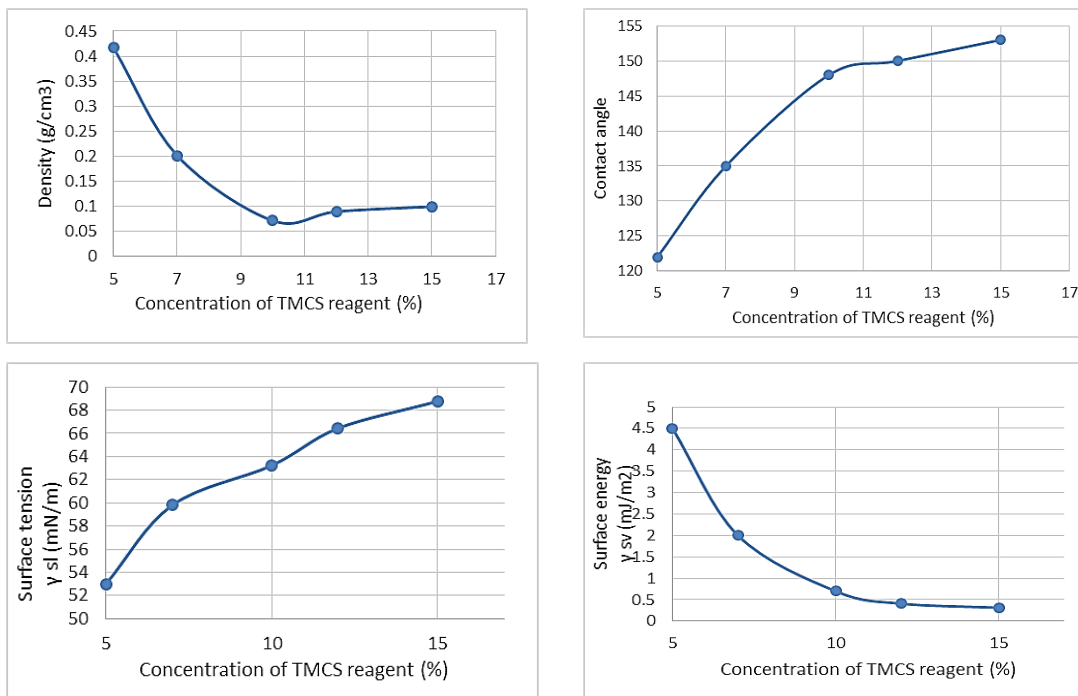 0.45
0.4
0.35
0.3
0.25
0.2
0.15
0.1
0.05
0
Density (g/cm3)
5 7 9 11 13 15 17
Concentration of TMCS reagent (%)
155
150
145
140
135
130
125
120
Contact angle
5 7 9 11 13 15 17
Concentration of TMCS reagent (%)
70
68
66
64
62
60
58
56
54
52
50
Surface tension
γ sl (mN/m)
5 10 15
Concentration of TMCS reagent (%)
5
4.5
4
3.5
3
2.5
2
1.5
1
0.5
0
Surface energy
γ sv (mJ/m2)
5 10 15
Concentration of TMCS reagent (%)